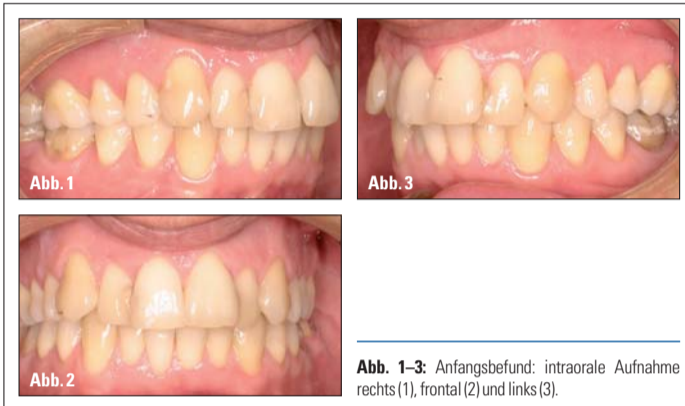 Abb. 1
Abb. 3
Abb. 2
Abb. 1–3: Anfangsbefund: intraorale Aufnahme
rechts (1), frontal (2) und links (3).